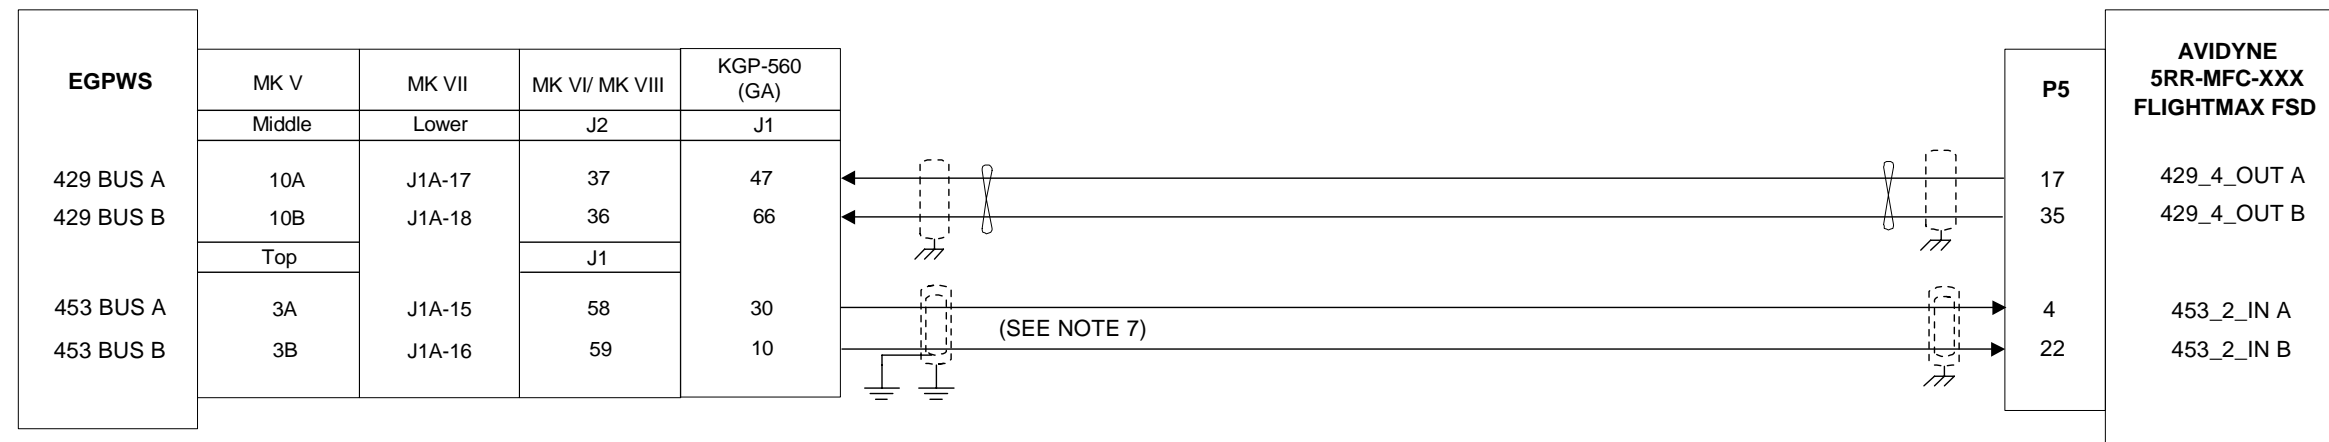 EGPWS
MK V
MK VII
MK VI/ MK VIII
KGP-560
(GA)
Middle
Lower
J2
J1
429 BUS A
10A
J1A-17
37
47
429 BUS B
10B
J1A-18
36
66
Top
J1
453 BUS A
3A
J1A-15
58
30
453 BUS B
3B
J1A-16
59
10
(SEE NOTE 7)
P5
17
35
4
22
AVIDYNE
5RR-MFC-XXX
FLIGHTMAX FSD
429_4_OUT A
429_4_OUT B
453_2_IN A
453_2_IN B